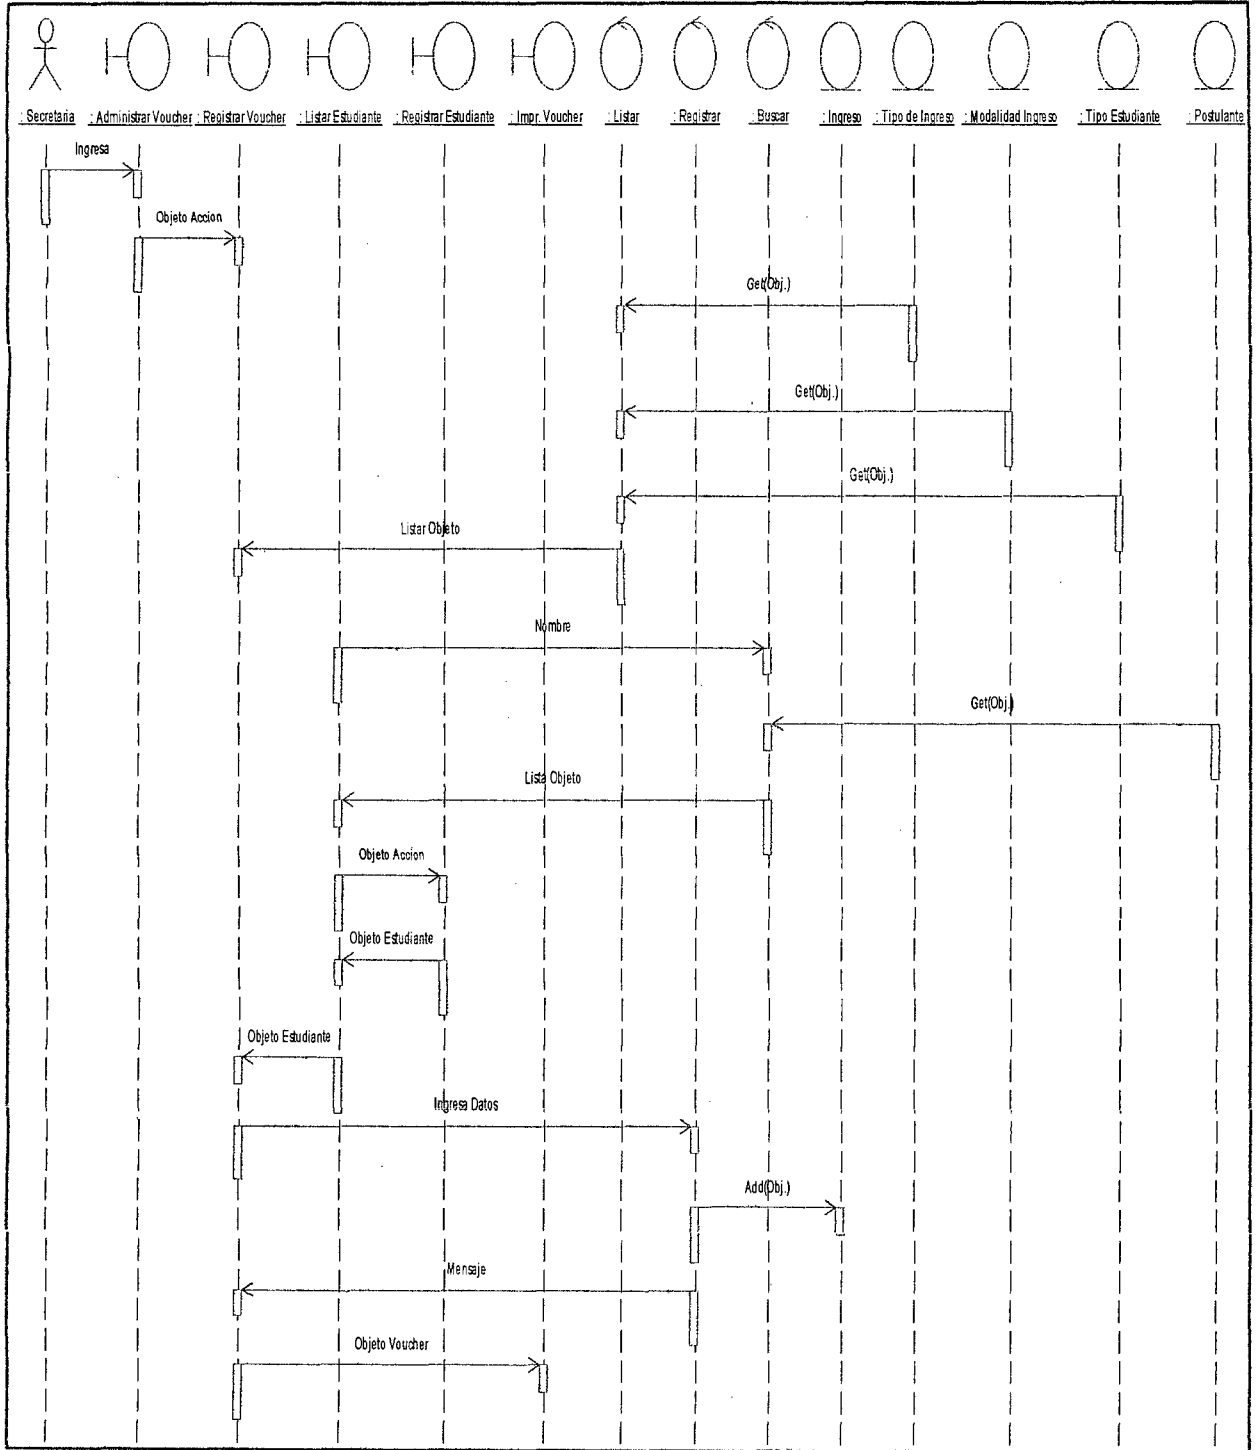 : Secretaria : Administrar Voucher : Registrar Voucher : Listar Estudiante : Registrar Estudiante : Impr. Voucher : Listar : Registrar : Buscar : Ingreso : Tipo de Ingreso : Modalidad Ingreso : Tipo Estudiante : Postulante
Ingresa
Objeto Accion
Get(Obj.)
Get(Obj.)
Get(Obj.)
Listar Objeto
Nombre
Get(Obj.)
Lista Objeto
Objeto Accion
Objeto Estudiante
Objeto Estudiante
Ingresa Datos
Add(Obj.)
Mensaje
Objeto Voucher